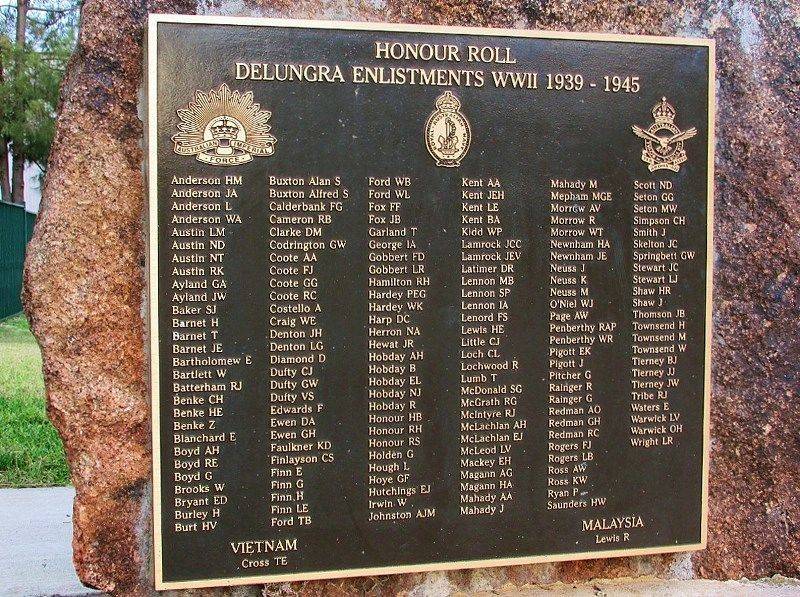 HONOUR ROLL
DELUNGRA ENLISTMENTS WWII 1939 - 1945
AUSTRALIAN IMPERIAL
FORCE
Anderson HM
Anderson JA
Anderson L
Anderson WA
Austin LM
Austin ND
Austin NT
Austin RK
Ayland GA
Ayland JW
Baker SJ
Barnet H
Barnet T
Barnet JE
Bartholomew E
Bartlett W
Batterham RJ
Benke CH
Benke HE
Benke Z
Blanchard E
Boyd AH
Boyd RE
Boyd G
Brooks W
Bryant ED
Burley H
Burt HV
Buxton Alan S
Buxton Alfred S
Calderbank FG
Cameron RB
Clarke DM
Codrington GW
Coote AA
Coote FJ
Coote GG
Coote RC
Costello A
Craig WE
Denton JH
Denton LG
Diamond D
Dufty CJ
Dufty GW
Dufty VS
Edwards F
Ewen DA
Ewen GH
Faulkner KD
Finlayson CS
Finn E
Finn G
Finn H
Finn LE
Ford TB
Ford WB
Ford WL
Fox FF
Fox JB
Garland T
George IA
Gobbert FD
Gobbert LR
Hamilton RH
Hardey PEG
Hardey WK
Harp DC
Herron NA
Hewat JR
Hobday AH
Hobday B
Hobday EL
Hobday NJ
Hobday R
Honour HB
Honour RH
Honour RS
Holden G
Hough L
Hoye GF
Hutchings EJ
Irwin W
Johnston AJM
Kent AA
Kent JEH
Kent LE
Kent BA
Kidd WP
Lamrock JCC
Lamrock JEV
Latimer DR
Lennon MB
Lennon SP
Lennon IA
Lenord FS
Lewis HE
Little CJ
Loch CL
Lochwood R
Lumb T
McDonald SG
McGrath RG
McIntyre RJ
McLachlan AH
McLachlan EJ
McLeod LV
Mackey EH
Magann AG
Magann HA
Mahady AA
Mahady J
Mahady M
Mepham MGE
Morrow AV
Morrow R
Morrow WT
Newnham HA
Newnham JE
Neuss J
Neuss K
Neuss M
O'Niel WJ
Page AW
Penberthy RAP
Penberthy WR
Pigott EK
Pigott J
Pitcher G
Rainger R
Rainger G
Redman AO
Redman GH
Redman RC
Rogers FJ
Rogers LB
Ross AW
Ross KW
Ryan P
Saunders HW
Scott ND
Seton GG
Seton MW
Simpson CH
Smith J
Skelton JC
Springbett GW
Stewart JC
Stewart LJ
Shaw HR
Shaw J
Thomson JB
Townsend H
Townsend M
Townsend W
Tierney BJ
Tierney JJ
Tierney JW
Tribe RJ
Waters E
Warwick LV
Warwick OH
Wright LR
VIETNAM
Cross TE
MALAYSIA
Lewis R